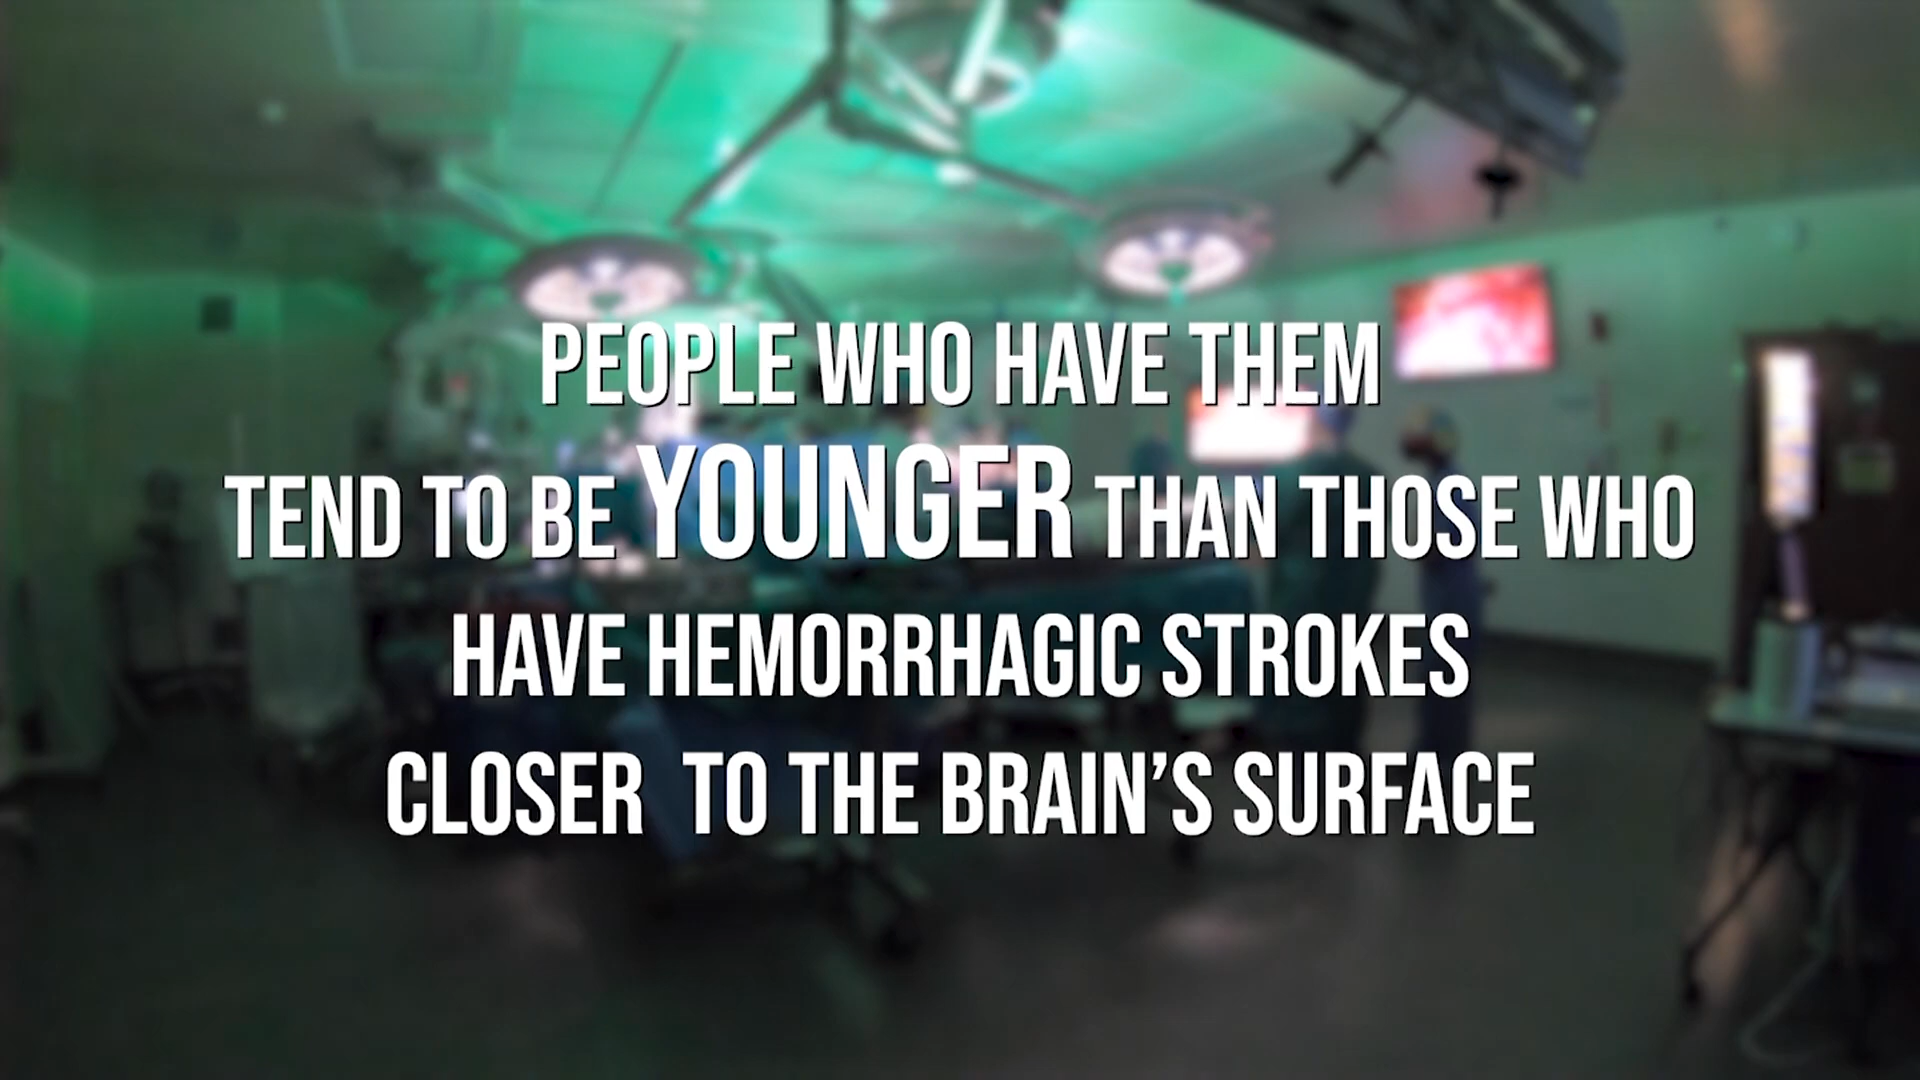 PEOPLE WHO HAVE THEM
TEND TO BE YOUNGER THAN THOSE WHO
HAVE HEMORRHAGIC STROKES
CLOSER TO THE BRAIN’S SURFACE